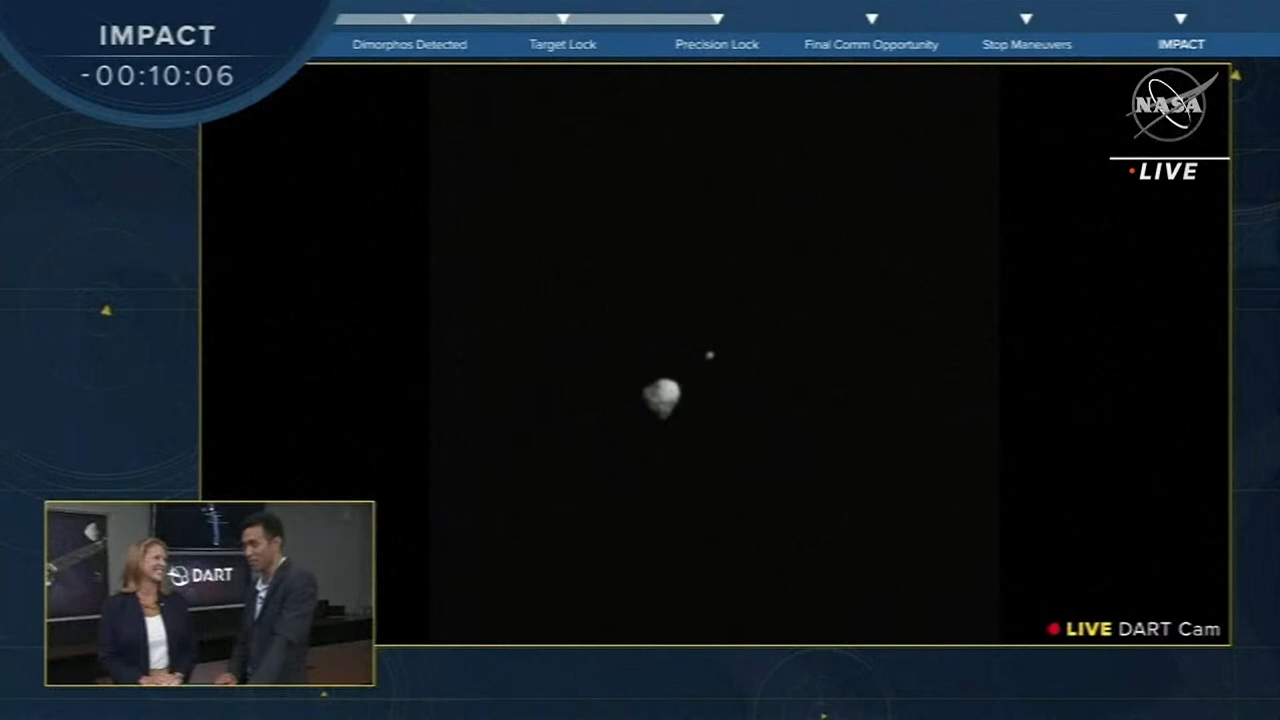 IMPACT
-00:10:06
Dimorphos Detected
Target Lock
Precision Lock
Final Comm Opportunity
Stop Maneuvers
IMPACT
NASA
LIVE
DART
LIVE DART Cam